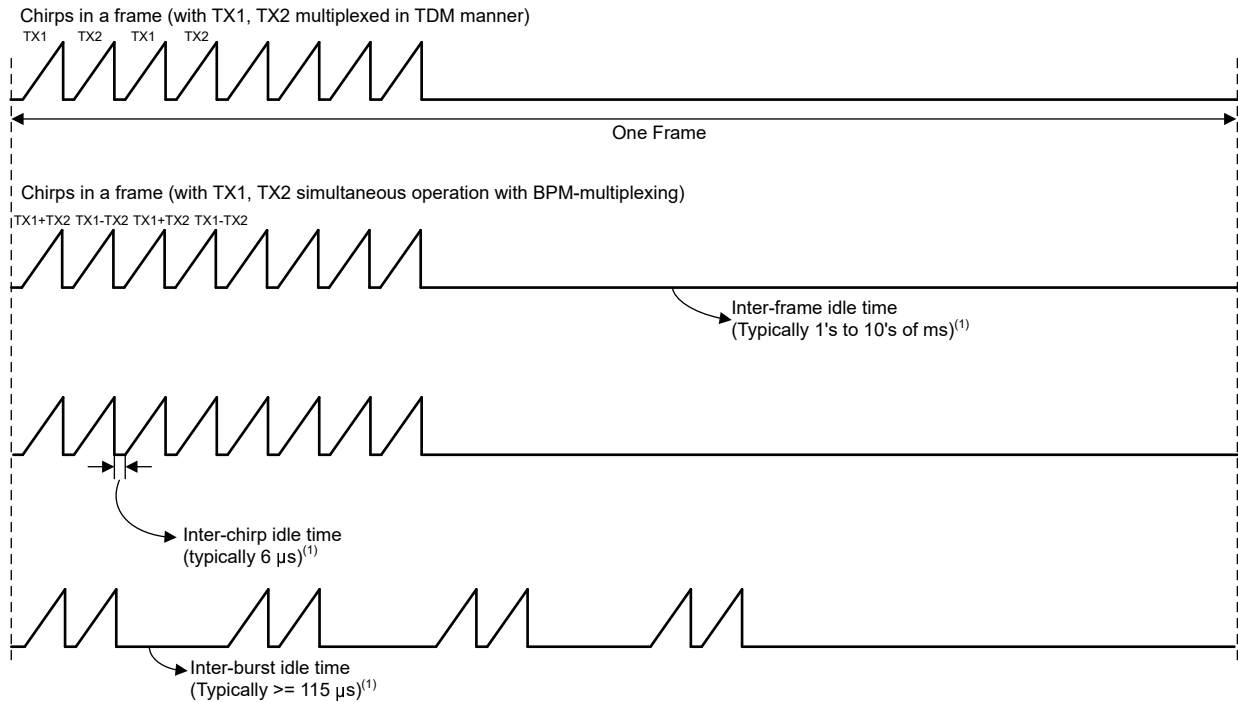 Chirps in a frame (with TX1, TX2 multiplexed in TDM manner)
TX1 TX2 TX1 TX2
One Frame
Chirps in a frame (with TX1, TX2 simultaneous operation with BPM-multiplexing)
TX1+TX2 TX1-TX2 TX1+TX2 TX1-TX2
Inter-frame idle time
(Typically 1's to 10's of ms)(1)
Inter-chirp idle time
(typically 6 μs)(1)
Inter-burst idle time
(Typically >= 115 μs)(1)